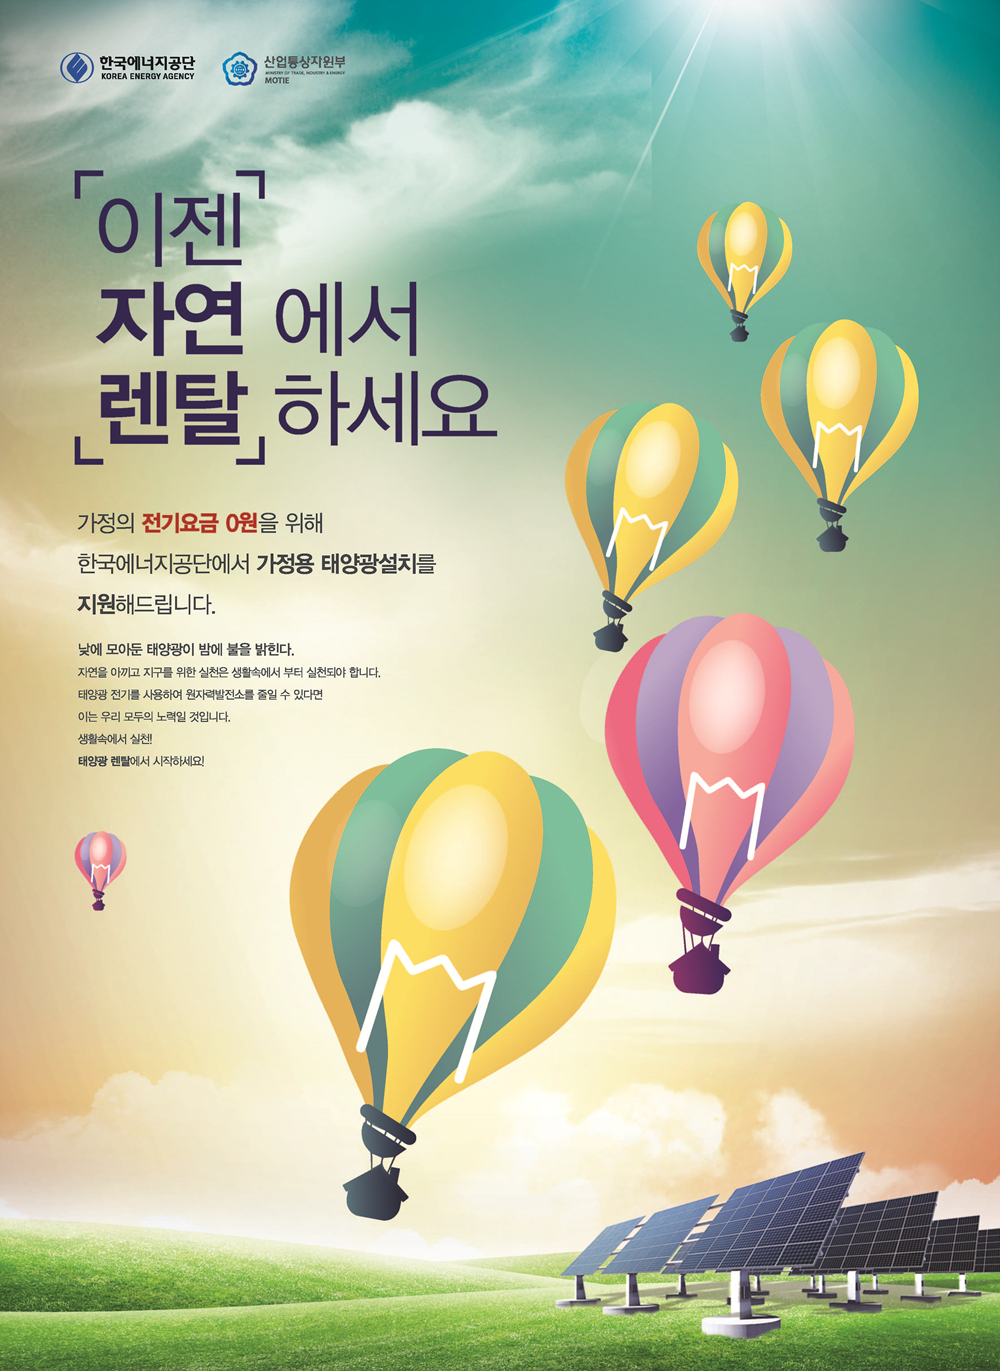 한국에너지공단
KOREA ENERGY AGENCY
산업통상자원부
MINISTRY OF TRADE, INDUSTRY & ENERGY
MOTIE
이젠
자연에서
렌탈하세요
가정의 전기요금 0원을 위해
한국에너지공단에서 가정용 태양광설치를
지원해드립니다.
낮에 모아둔 태양광이 밤에 불을 밝힌다.
자연을 아끼고 지구를 위한 실천은 생활속에서 부터 실천되야 합니다.
태양광 전기를 사용하여 원자력발전소를 줄일 수 있다면
이는 우리 모두의 노력일 것입니다.
생활속에서 실천!
태양광 렌탈에서 시작하세요!